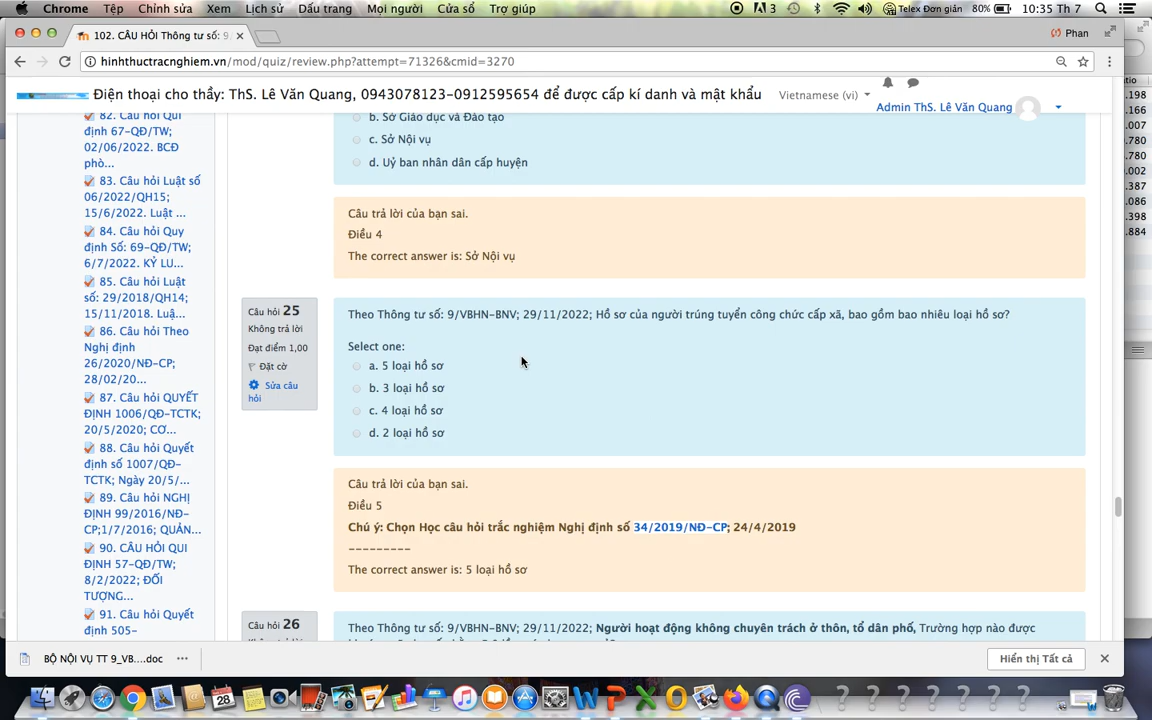 Chrome Tệp Chỉnh sửa Xem Lịch sử Dấu trang Mọi người Cửa sổ Trợ giúp 3 Telex Đơn giản 80% 10:35 Th 7
102. CÂU HỎI Thông tư số: 9 Phan
hinhthuctracnghiem.vn/mod/quiz/review.php?attempt=71326&cmid=3270
Điện thoại cho thầy: ThS. Lê Văn Quang, 0943078123-0912595654 để được cấp kí danh và mật khẩu Vietnamese (vi)
Admin ThS. Lê Văn Quang
82. Câu hỏi Qui
định 67-QĐ/TW;
02/06/2022. BCĐ
phò...
83. Câu hỏi Luật số
06/2022/QH15;
15/6/2022. Luật ...
84. Câu hỏi Quy
định Số: 69-QĐ/TW;
6/7/2022. KỶ LU...
85. Câu hỏi Luật
số: 29/2018/QH14;
15/11/2018. Luậ...
86. Câu hỏi Theo
Nghị định
26/2020/NĐ-CP;
28/02/20...
87. Câu hỏi QUYẾT
ĐỊNH 1006/QĐ-TCTK;
20/5/2020; CƠ...
88. Câu hỏi Quyết
định số 1007/QĐ-
TCTK; Ngày 20/5/...
89. Câu hỏi NGHỊ
ĐỊNH 99/2016/NĐ-
CP;1/7/2016; QUẢN...
90. CÂU HỎI QUI
ĐỊNH 57-QĐ/TW;
8/2/2022; ĐỐI
TƯỢNG...
91. Câu hỏi Quyết
định 505-
b. Sở Giáo dục và Đào tạo
c. Sở Nội vụ
d. Uỷ ban nhân dân cấp huyện
Câu trả lời của bạn sai.
Điều 4
The correct answer is: Sở Nội vụ
Câu hỏi 25
Không trả lời
Đạt điểm 1,00
Đặt cờ
Sửa câu
hỏi
Theo Thông tư số: 9/VBHN-BNV; 29/11/2022; Hồ sơ của người trúng tuyển công chức cấp xã, bao gồm bao nhiêu loại hồ sơ?
Select one:
a. 5 loại hồ sơ
b. 3 loại hồ sơ
c. 4 loại hồ sơ
d. 2 loại hồ sơ
Câu trả lời của bạn sai.
Điều 5
Chú ý: Chọn Học câu hỏi trắc nghiệm Nghị định số 34/2019/NĐ-CP; 24/4/2019
---------
The correct answer is: 5 loại hồ sơ
Câu hỏi 26
Theo Thông tư số: 9/VBHN-BNV; 29/11/2022; Người hoạt động không chuyên trách ở thôn, tổ dân phố, Trường hợp nào được
atio
.198
.166
.007
.780
.780
.002
.387
.086
.398
.884
BỘ NỘI VỤ TT 9_VB....doc
Hiển thị Tất cả